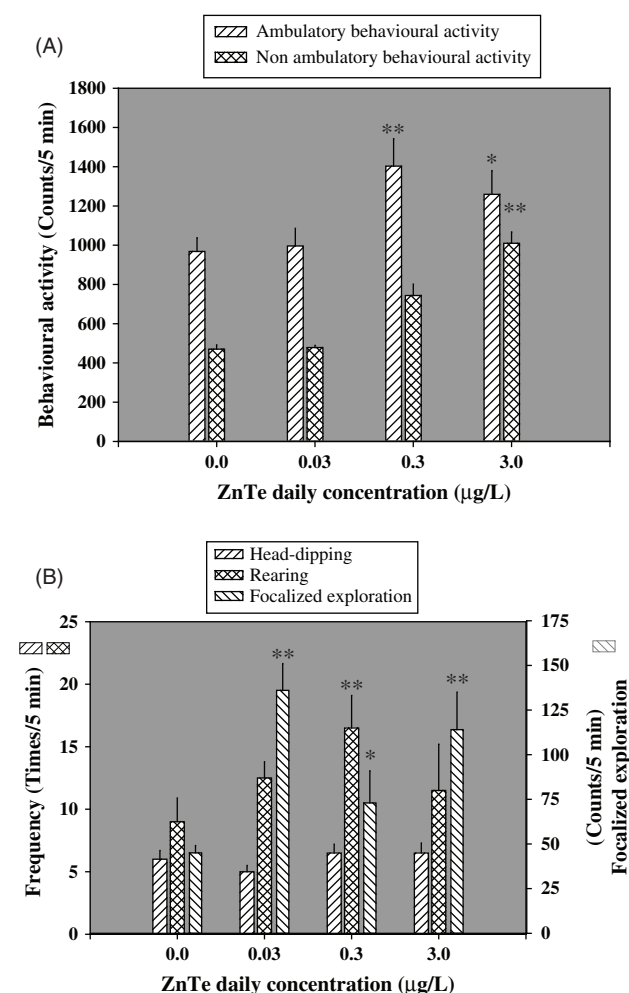 (A)
Ambulatory behavioural activity
Non ambulatory behavioural activity
Behavioural activity (Counts/5 min)
1800
1600
1400
1200
1000
800
600
400
200
0
**
*
**
0.0 0.03 0.3 3.0
ZnTe daily concentration (μg/L)
(B)
Head-dipping
Rearing
Focalized exploration
Frequency (Times/5 min)
25
20
15
10
5
0
**
**
*
**
175
150
125
100
75
50
25
00
(Counts/5 min)
Focalized exploration
0.0 0.03 0.3 3.0
ZnTe daily concentration (μg/L)